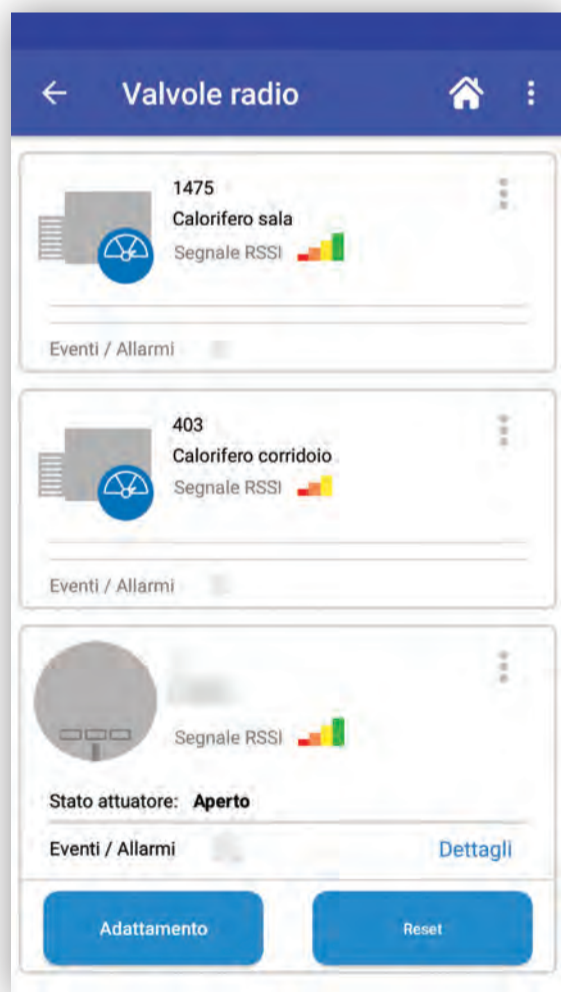 Valvole radio
1475
Calorifero sala
Segnale RSSI
Eventi / Allarmi
403
Calorifero corridoio
Segnale RSSI
Eventi / Allarmi
Segnale RSSI
Stato attuatore: Aperto
Eventi / Allarmi Dettagli
Adattamento Reset